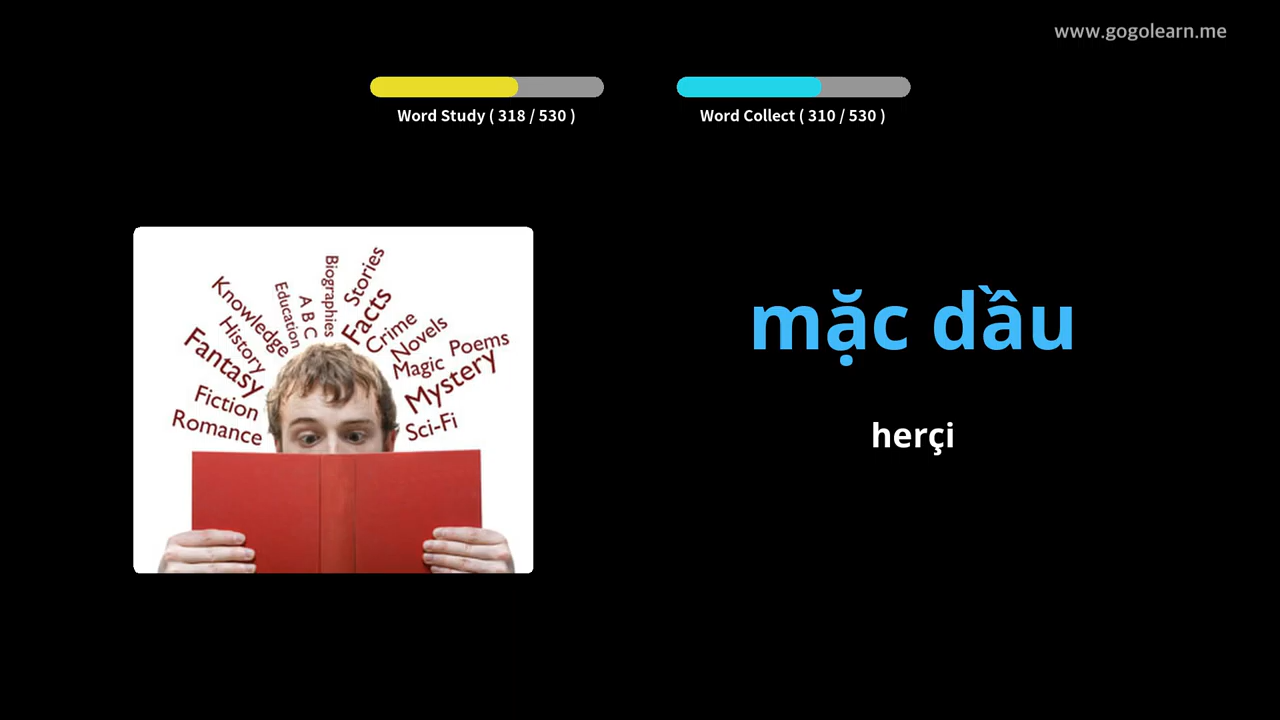 www.gogolearn.me
Word Study ( 318 / 530 )
Word Collect ( 310 / 530 )
Biographies
Stories
Education
A B C
Facts
Knowledge
Crime
History
Novels
Poems
Fantasy
Magic
Mystery
Fiction
Romance
Sci-Fi
mặc dầu
herçi